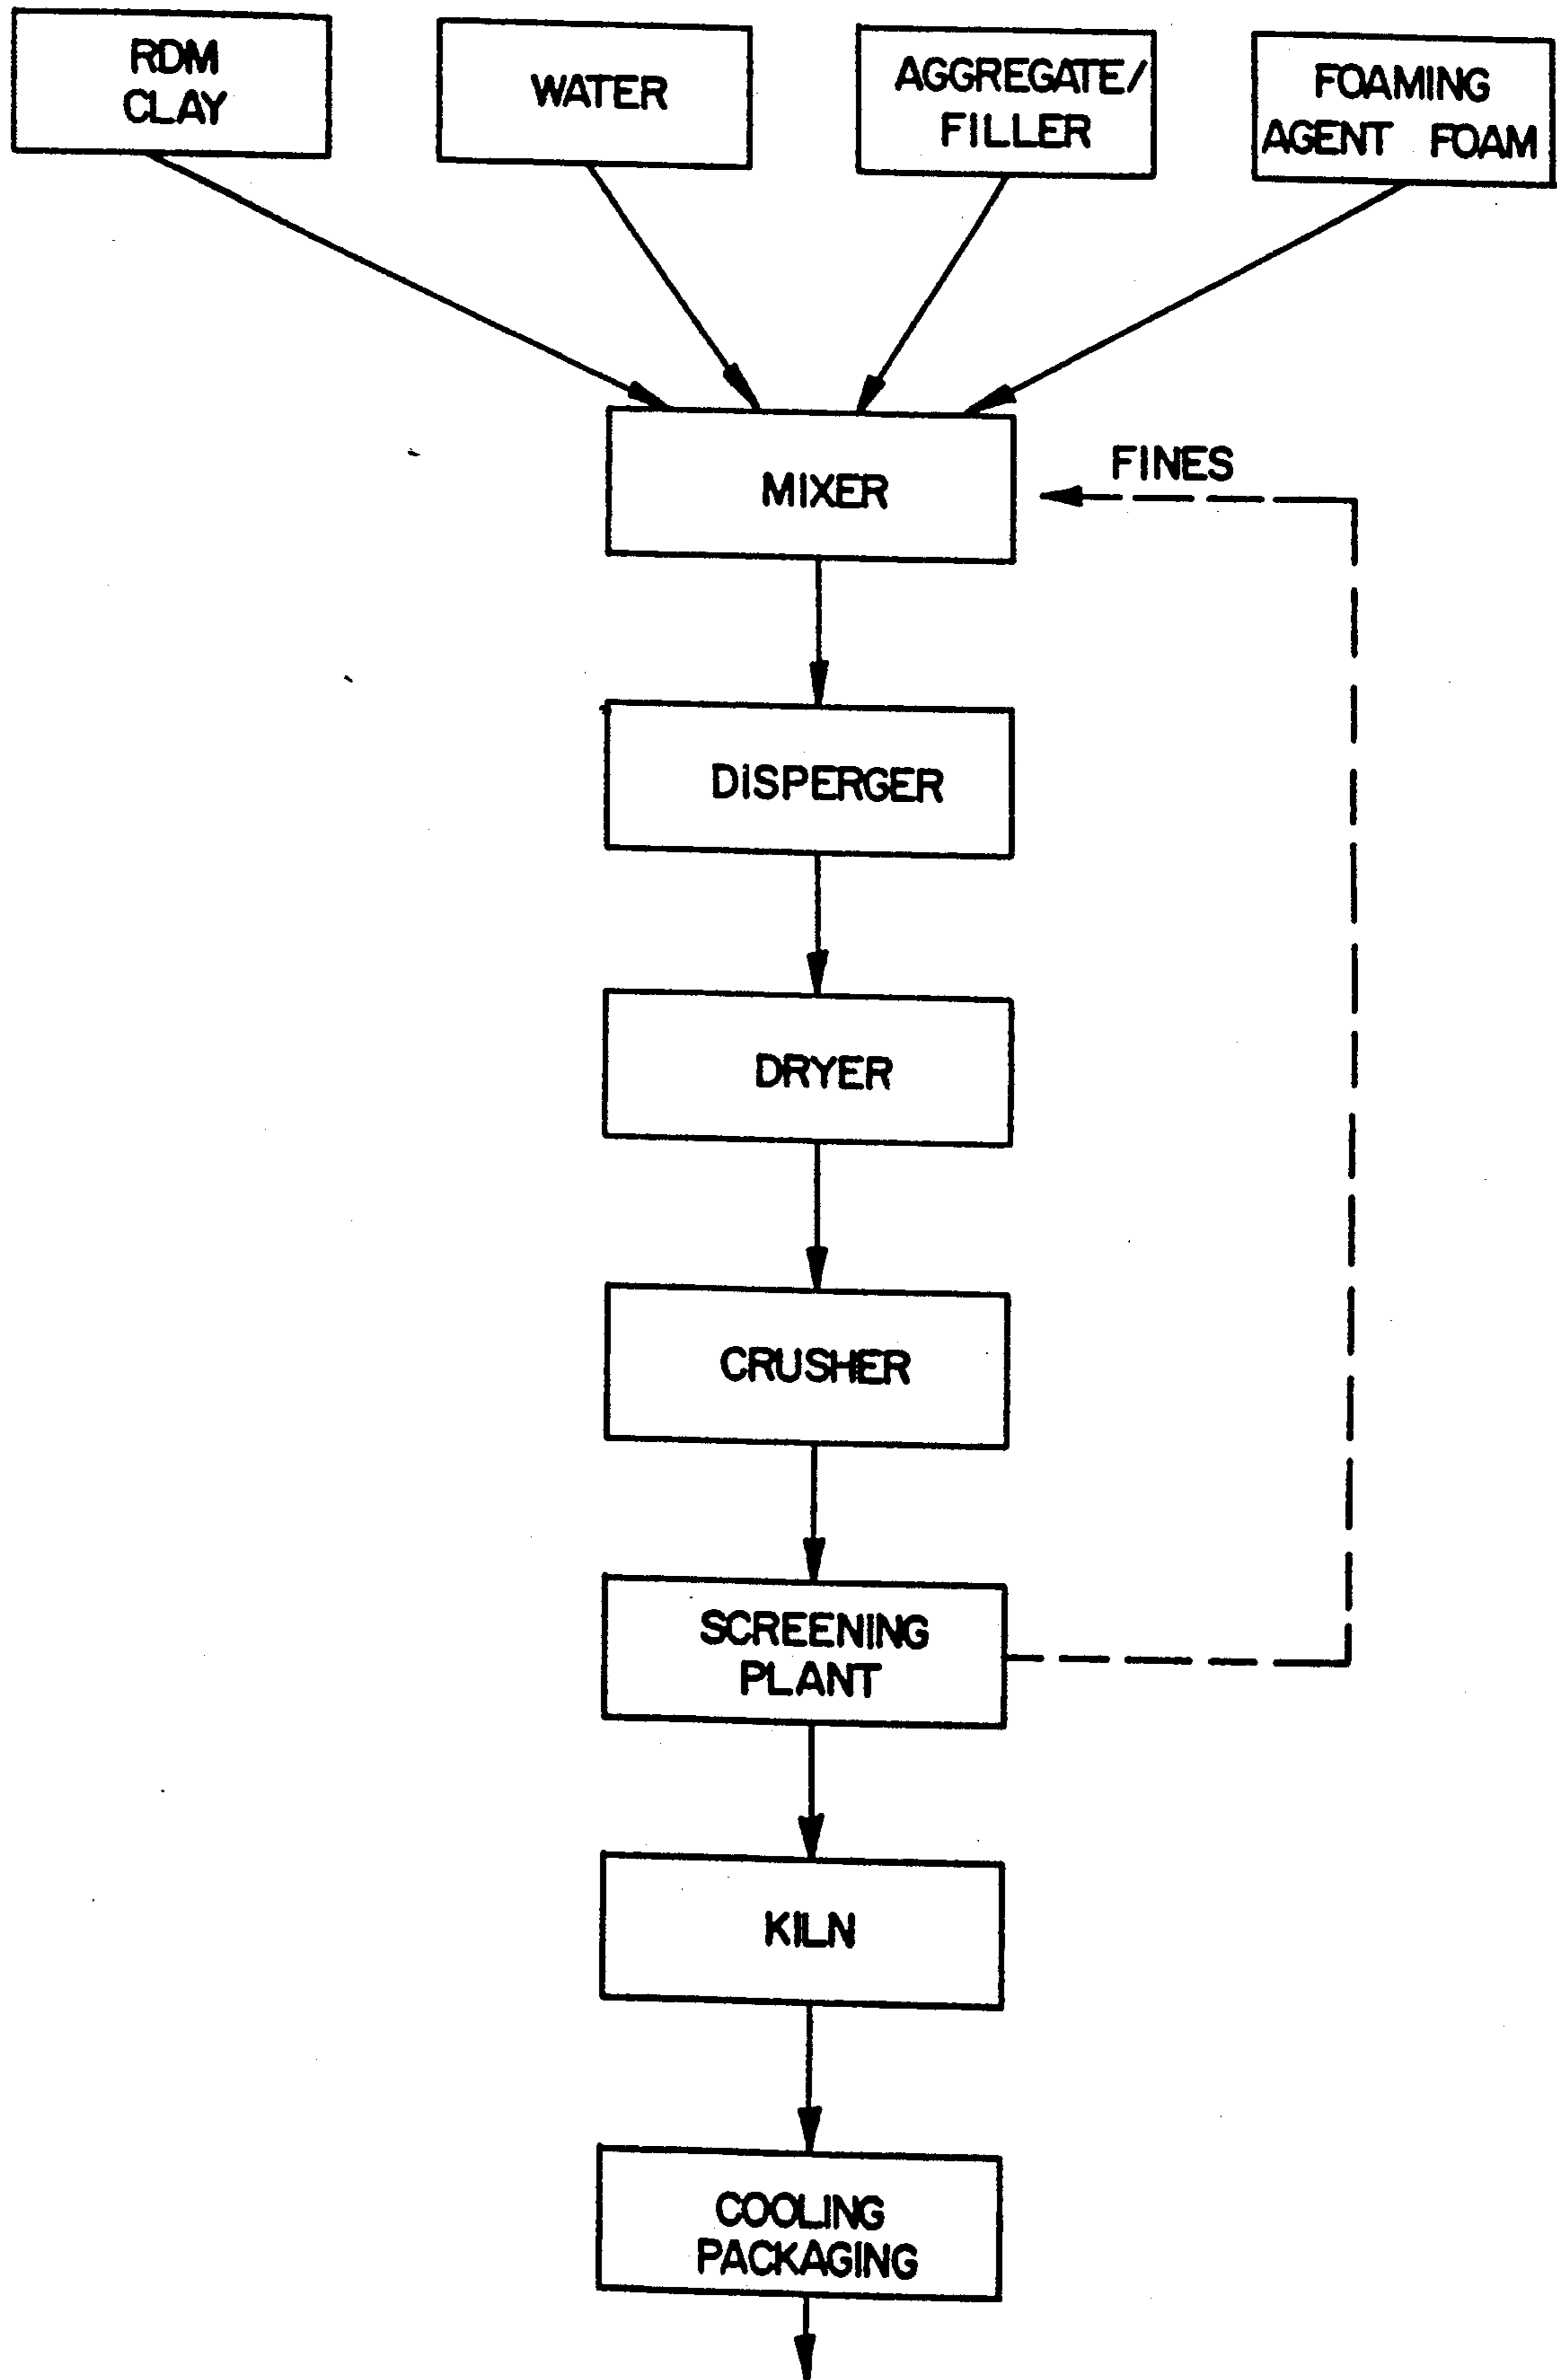 RDM
CLAY
WATER
AGGREGATE/
FILLER
FOAMING
AGENT FOAM
MIXER
FINES
DISPERGER
DRYER
CRUSHER
SCREENING
PLANT
KILN
COOLING
PACKAGING